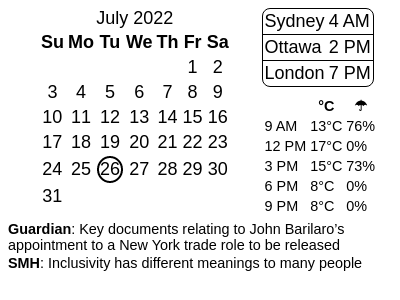 July 2022
Su Mo Tu We Th Fr Sa
1 2
3 4 5 6 7 8 9
10 11 12 13 14 15 16
17 18 19 20 21 22 23
24 25 26 27 28 29 30
31
Sydney 4 AM
Ottawa 2 PM
London 7 PM
°C ☂
9 AM 13°C 76%
12 PM 17°C 0%
3 PM 15°C 73%
6 PM 8°C 0%
9 PM 8°C 0%
Guardian: Key documents relating to John Barilaro’s
appointment to a New York trade role to be released
SMH: Inclusivity has different meanings to many people